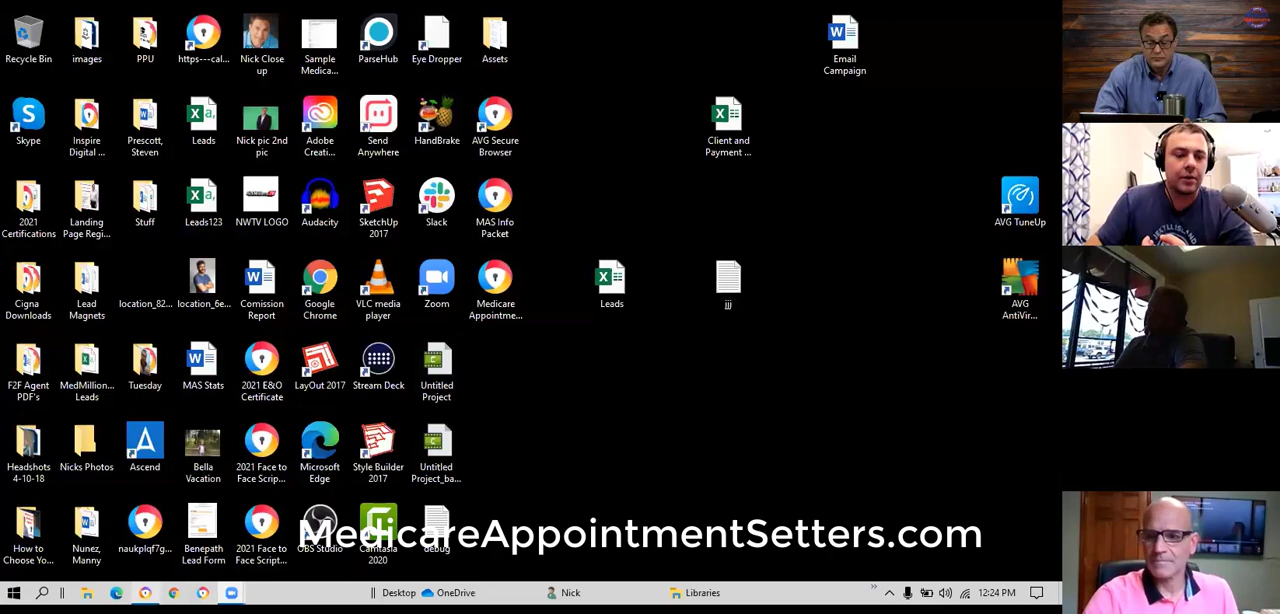 Recycle Bin
images
PPU
https---cal...
Nick Close
up
Sample
Medica...
ParseHub
Eye Dropper
Assets
Email
Campaign
Skype
Inspire
Digital ...
Prescott,
Steven
Leads
Nick pic 2nd
pic
Adobe
Creati...
Send
Anywhere
HandBrake
AVG Secure
Browser
Client and
Payment ...
2021
Certifications
Landing
Page Regi...
Stuff
Leads123
NWTV LOGO
Audacity
SketchUp
2017
Slack
MAS Info
Packet
AVG TuneUp
JEKYLL ISLAND
Cigna
Downloads
Lead
Magnets
location_82...
location_6e...
Comission
Report
Google
Chrome
VLC media
player
Zoom
Medicare
Appointme...
Leads
jjj
AVG
AntiVir...
F2F Agent
PDF's
MedMillion...
Leads
Tuesday
MAS Stats
2021 E&O
Certificate
LayOut 2017
Stream Deck
Untitled
Project
Headshots
4-10-18
Nicks Photos
Ascend
Bella
Vacation
2021 Face to
Face Scrip...
Microsoft
Edge
Style Builder
2017
Untitled
Project_ba...
How to
Choose Yo...
Nunez,
Manny
naukplqf7g...
Benepath
Lead Form
2021 Face to
Face Script...
OBS Studio
Camtasia
2020
debug
MedicareAppointmentSetters.com
Desktop
OneDrive
Nick
Libraries
12:24 PM